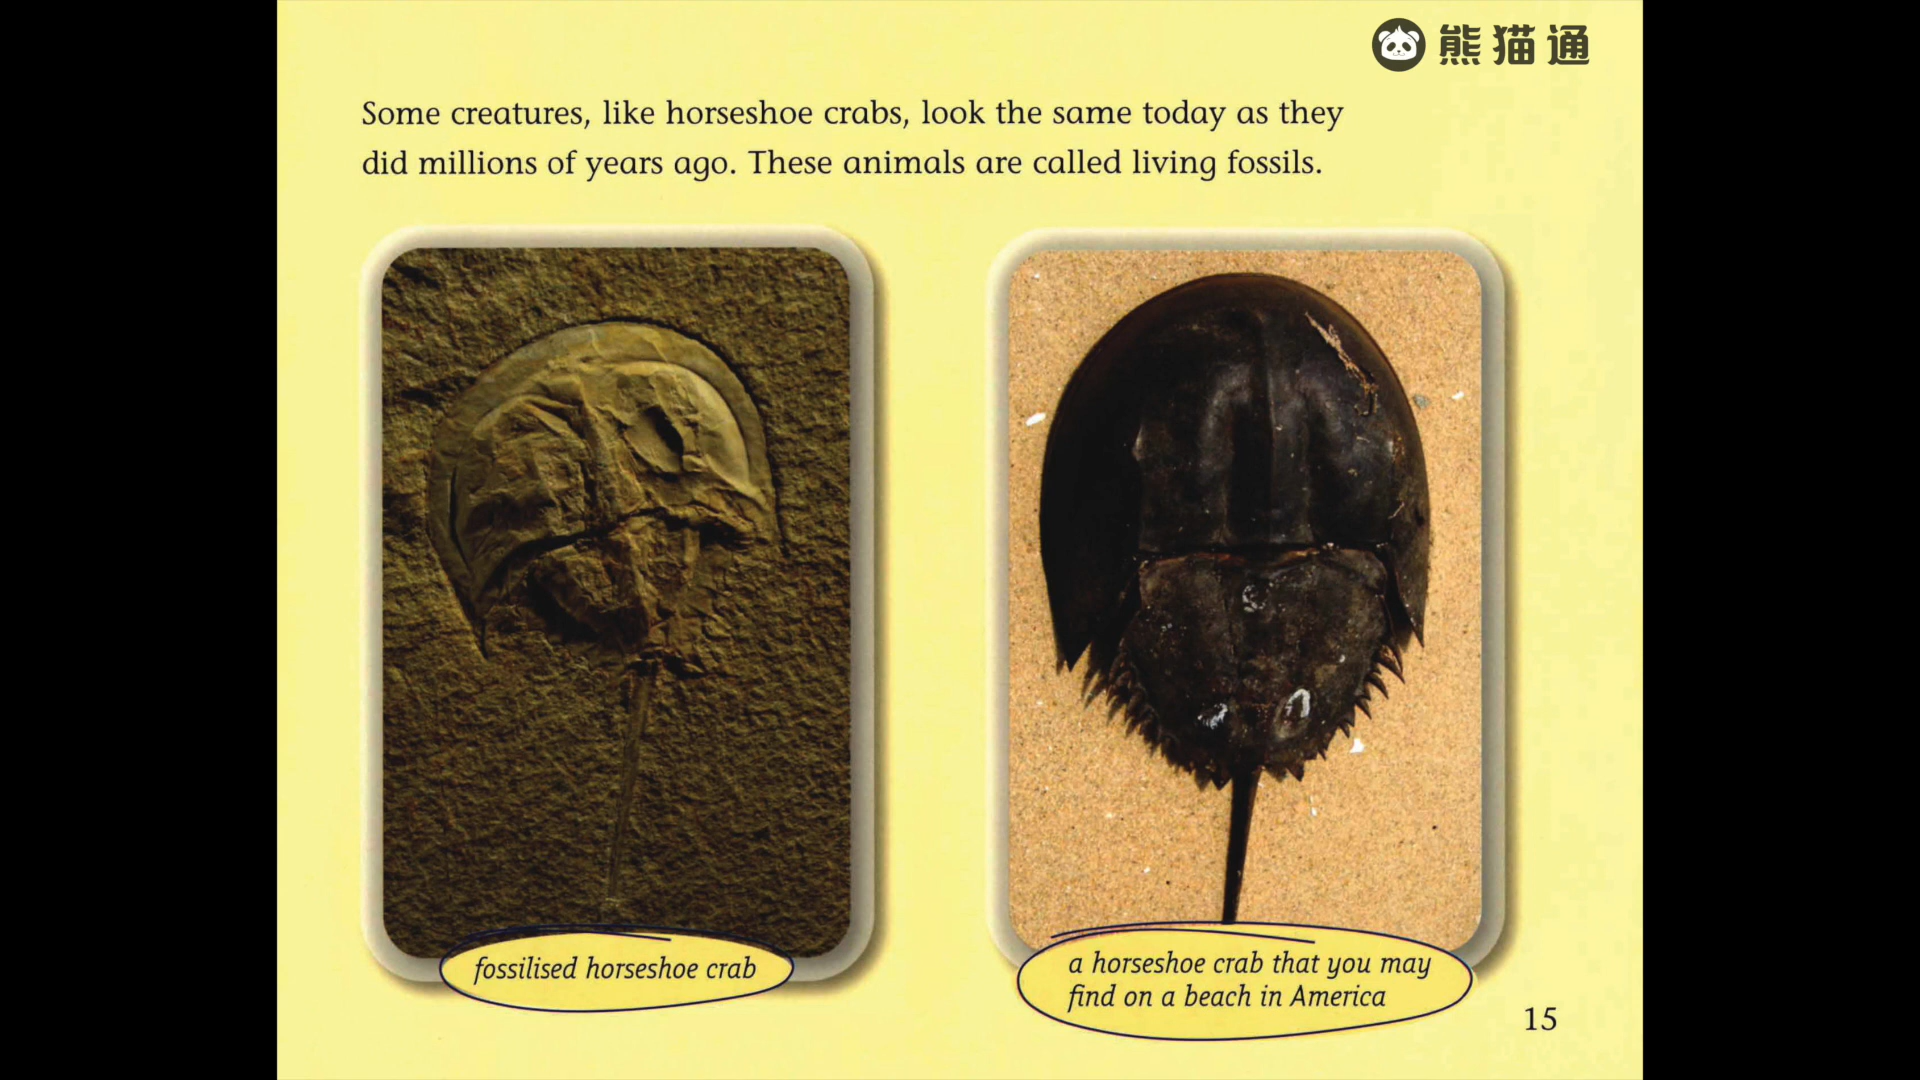 熊猫通
Some creatures, like horseshoe crabs, look the same today as they
did millions of years ago. These animals are called living fossils.
fossilised horseshoe crab
a horseshoe crab that you may
find on a beach in America
15